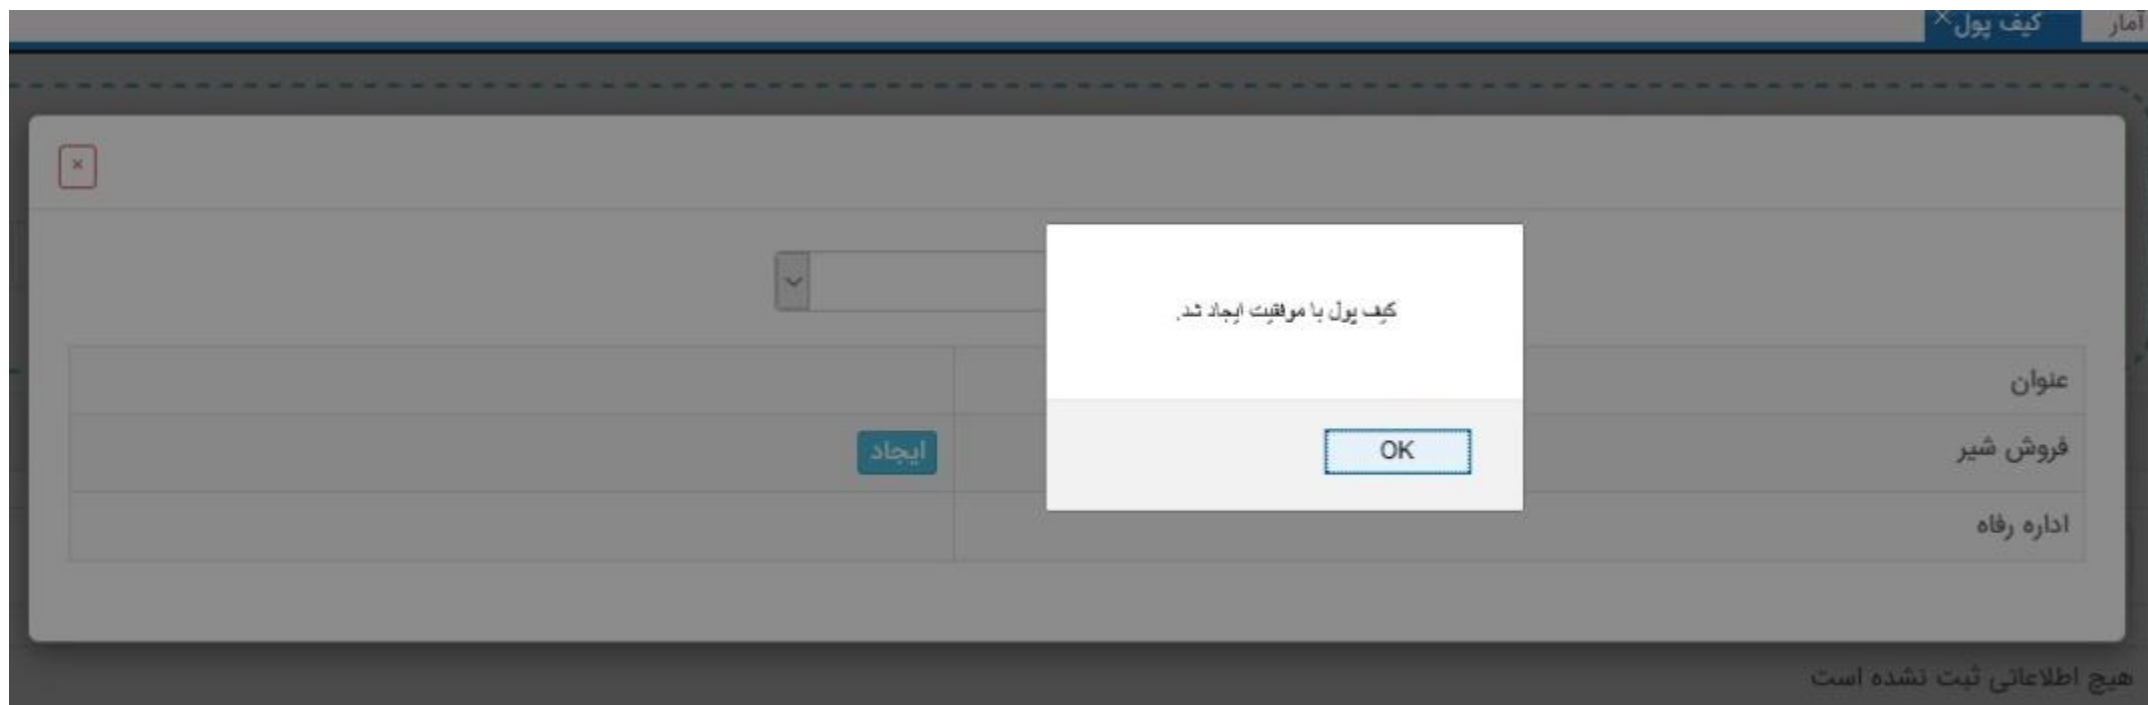 آمار
کیف پول ×
×
کیف پول با موفقیت ایجاد شد.
OK
عنوان
فروش شیر
ایجاد
اداره رفاه
هیچ اطلاعاتی ثبت نشده است